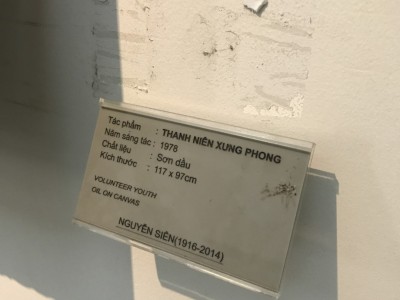 Tác phẩm : THANH NIÊN XUNG PHONG
Năm sáng tác : 1978
Chất liệu : Sơn dầu
Kích thước : 117 x 97cm
VOLUNTEER YOUTH
OIL ON CANVAS
NGUYỄN SIÊN(1916-2014)